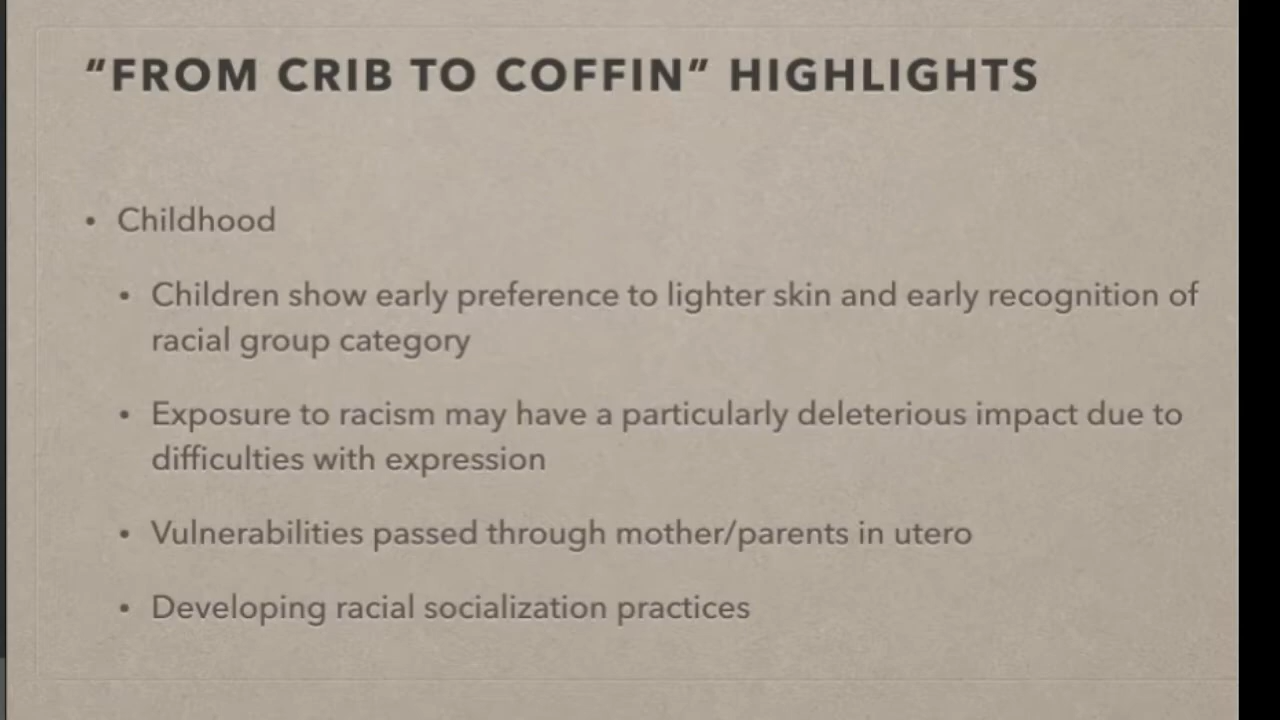 “FROM CRIB TO COFFIN” HIGHLIGHTS
• Childhood
• Children show early preference to lighter skin and early recognition of
racial group category
• Exposure to racism may have a particularly deleterious impact due to
difficulties with expression
• Vulnerabilities passed through mother/parents in utero
• Developing racial socialization practices